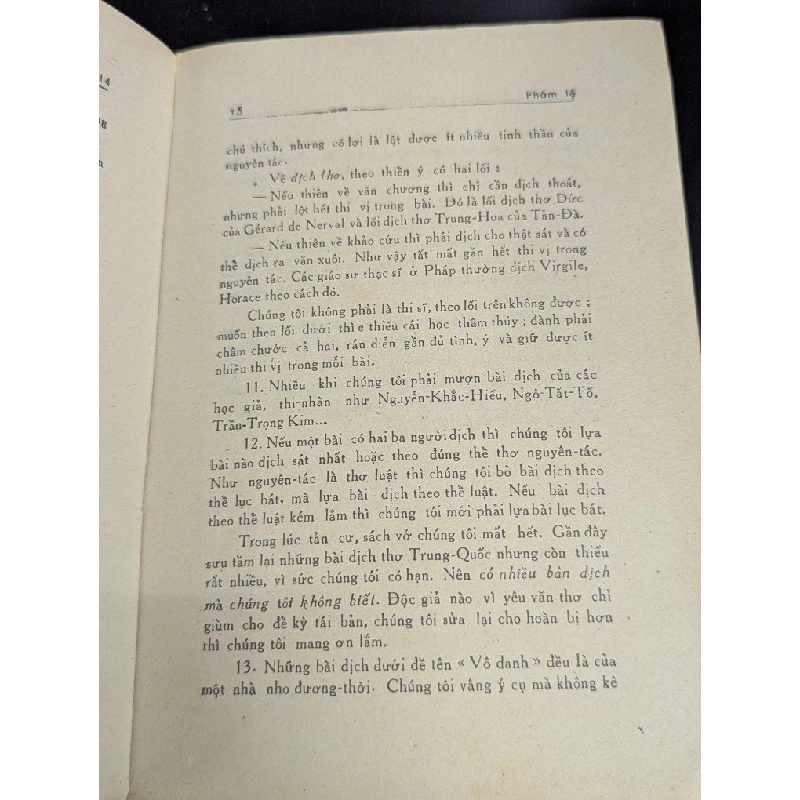 14
ng
n
15 Phàm lệ
chú thích, nhưng có lợi là lột được ít nhiều tinh thần của
nguyên tác.
Về dịch thơ, theo thiển ý có hai lối :
— Nếu thiên về văn chương thì chỉ cần dịch thoát,
nhưng phải lột hết thi vị trong bài. Đó là lối dịch thơ Đức
của Gérard de Nerval và lối dịch thơ Trung-Hoa của Tản-Đà.
— Nếu thiên về khảo cứu thì phải dịch cho thật sát và có
thể dịch ra văn xuôi. Như vậy tất mất gần hết thi vị trong
nguyên tác. Các giáo sư thạc sĩ ở Pháp thường dịch Virgile,
Horace theo cách đó.
Chúng tôi không phải là thi sĩ, theo lối trên không được ;
muốn theo lối dưới thì e thiếu cái học thâm thúy ; đành phải
châm chước cả hai, rán diễn gần đủ tình, ý và giữ được ít
nhiều thi vị trong mỗi bài.
11. Nhiều khi chúng tôi phải mượn bài dịch của các
học giả, thi-nhân như Nguyễn-Khắc-Hiếu, Ngô-Tất-Tố,
Trần-Trọng Kim...
12. Nếu một bài có hai ba người dịch thì chúng tôi lựa
bài nào dịch sát nhất hoặc theo đúng thể thơ nguyên-tác.
Như nguyên-tác là thơ luật thì chúng tôi bỏ bài dịch theo
thể lục bát, mà lựa bài dịch theo thể luật. Nếu bài dịch
theo thể luật kém lắm thì chúng tôi mới phải lựa bài lục bát.
Trong lúc tản cư, sách vở chúng tôi mất hết. Gần đây
sưu tầm lại những bài dịch thơ Trung-Quốc nhưng còn thiếu
rất nhiều, vì sức chúng tôi có hạn. Nên có nhiều bản dịch
mà chúng tôi không biết. Độc giả nào vì yêu văn thơ chỉ
giùm cho để kỳ tái bản, chúng tôi sửa lại cho hoàn bị hơn
thì chúng tôi mang ơn lắm.
13. Những bài dịch dưới đề tên « Vô danh » đều là của
một nhà nho đương-thời. Chúng tôi vâng ý cụ mà không kê